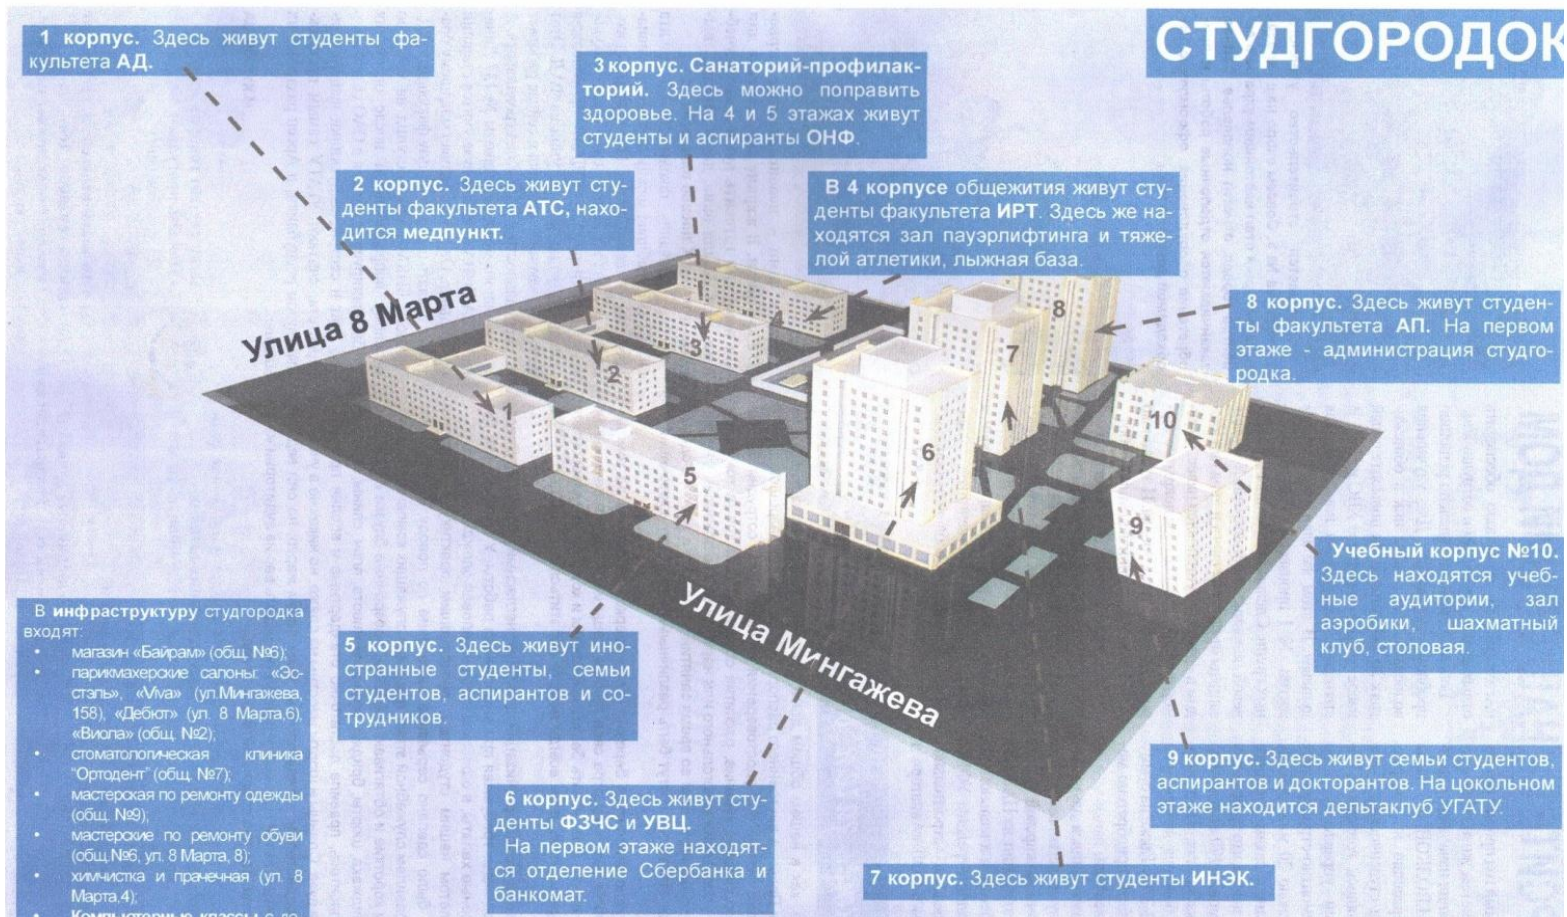 СТУДГОРОДОК
1 корпус. Здесь живут студенты фа-
культета АД.
3 корпус. Санаторий-профилак-
торий. Здесь можно поправить
здоровье. На 4 и 5 этажах живут
студенты и аспиранты ОНФ.
2 корпус. Здесь живут сту-
денты факультета АТС, нахо-
дится медпункт.
В 4 корпусе общежития живут сту-
денты факультета ИРТ. Здесь же на-
ходятся зал пауэрлифтинга и тяже-
лой атлетики, лыжная база.
8 корпус. Здесь живут студен-
ты факультета АП. На первом
этаже - администрация студго-
родка.
Улица 8 Марта
1
2
3
4
5
6
7
8
9
10
Улица Мингажева
Учебный корпус №10.
Здесь находятся учеб-
ные аудитории, зал
аэробики, шахматный
клуб, столовая.
5 корпус. Здесь живут ино-
странные студенты, семьи
студентов, аспирантов и со-
трудников.
9 корпус. Здесь живут семьи студентов,
аспирантов и докторантов. На цокольном
этаже находится дельтаклуб УГАТУ.
6 корпус. Здесь живут сту-
денты ФЗЧС и УВЦ.
На первом этаже находят-
ся отделение Сбербанка и
банкомат.
7 корпус. Здесь живут студенты ИНЭК.
В инфраструктуру студгородка
входят:
• магазин «Байрам» (общ. №6);
• парикмахерские салоны: «Эс-
стэль», «Viva» (ул.Мингажева,
158), «Дебют» (ул. 8 Марта,6),
«Виола» (общ. №2);
• стоматологическая клиника
"Ортодент" (общ. №7);
• мастерская по ремонту одежды
(общ. №9);
• мастерские по ремонту обуви
(общ.№6, ул. 8 Марта, 8);
• химчистка и прачечная (ул. 8
Марта,4);
• Компьютерные классы с